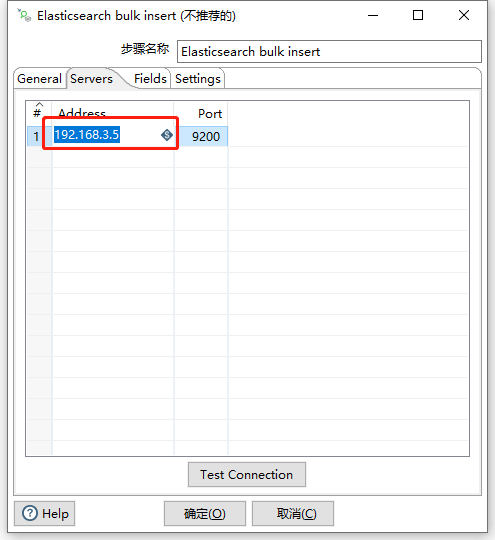 Elasticsearch bulk insert (不推荐的)
步骤名称 Elasticsearch bulk insert
General Servers Fields Settings
# Address Port
1 192.168.3.5 9200
Test Connection
Help 确定(O) 取消(C)